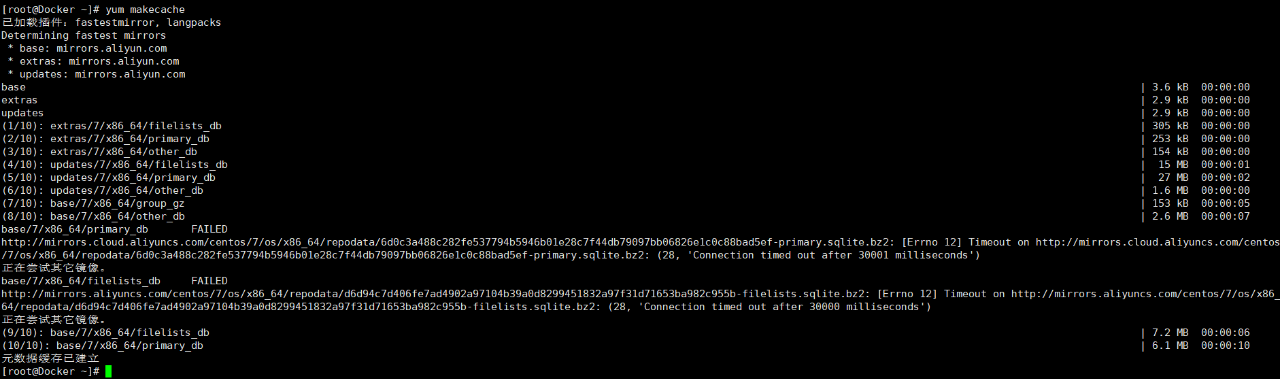 [root@Docker ~]# yum makecache
已加载插件：fastestmirror, langpacks
Determining fastest mirrors
 * base: mirrors.aliyun.com
 * extras: mirrors.aliyun.com
 * updates: mirrors.aliyun.com
base | 3.6 kB 00:00:00
extras | 2.9 kB 00:00:00
updates | 2.9 kB 00:00:00
(1/10): extras/7/x86_64/filelists_db | 305 kB 00:00:00
(2/10): extras/7/x86_64/primary_db | 253 kB 00:00:00
(3/10): extras/7/x86_64/other_db | 154 kB 00:00:00
(4/10): updates/7/x86_64/filelists_db | 15 MB 00:00:01
(5/10): updates/7/x86_64/primary_db | 27 MB 00:00:02
(6/10): updates/7/x86_64/other_db | 1.6 MB 00:00:00
(7/10): base/7/x86_64/group_gz | 153 kB 00:00:05
(8/10): base/7/x86_64/other_db | 2.6 MB 00:00:07
base/7/x86_64/primary_db FAILED
http://mirrors.cloud.aliyuncs.com/centos/7/os/x86_64/repodata/6d0c3a488c282fe537794b5946b01e28c7f44db79097bb06826e1c0c88bad5ef-primary.sqlite.bz2: [Errno 12] Timeout on http://mirrors.cloud.aliyuncs.com/centos
/7/os/x86_64/repodata/6d0c3a488c282fe537794b5946b01e28c7f44db79097bb06826e1c0c88bad5ef-primary.sqlite.bz2: (28, 'Connection timed out after 30001 milliseconds')
正在尝试其它镜像。
base/7/x86_64/filelists_db FAILED
http://mirrors.aliyuncs.com/centos/7/os/x86_64/repodata/d6d94c7d406fe7ad4902a97104b39a0d8299451832a97f31d71653ba982c955b-filelists.sqlite.bz2: [Errno 12] Timeout on http://mirrors.aliyuncs.com/centos/7/os/x86_
64/repodata/d6d94c7d406fe7ad4902a97104b39a0d8299451832a97f31d71653ba982c955b-filelists.sqlite.bz2: (28, 'Connection timed out after 30000 milliseconds')
正在尝试其它镜像。
(9/10): base/7/x86_64/filelists_db | 7.2 MB 00:00:06
(10/10): base/7/x86_64/primary_db | 6.1 MB 00:00:10
元数据缓存已建立
[root@Docker ~]#